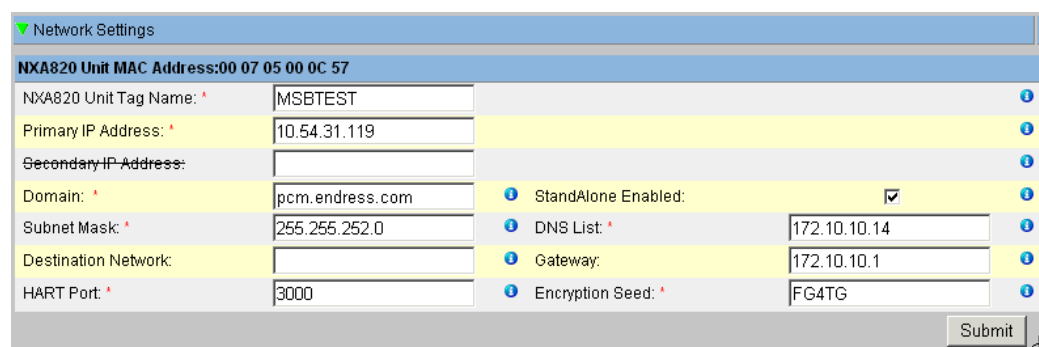 Network Settings
NXA820 Unit MAC Address:00 07 05 00 0C 57
NXA820 Unit Tag Name: * MSBTEST
Primary IP Address: * 10.54.31.119
Secondary IP Address:
Domain: * pcm.endress.com StandAlone Enabled:
Subnet Mask: * 255.255.252.0 DNS List: * 172.10.10.14
Destination Network: Gateway: 172.10.10.1
HART Port: * 3000 Encryption Seed: * FG4TG
Submit